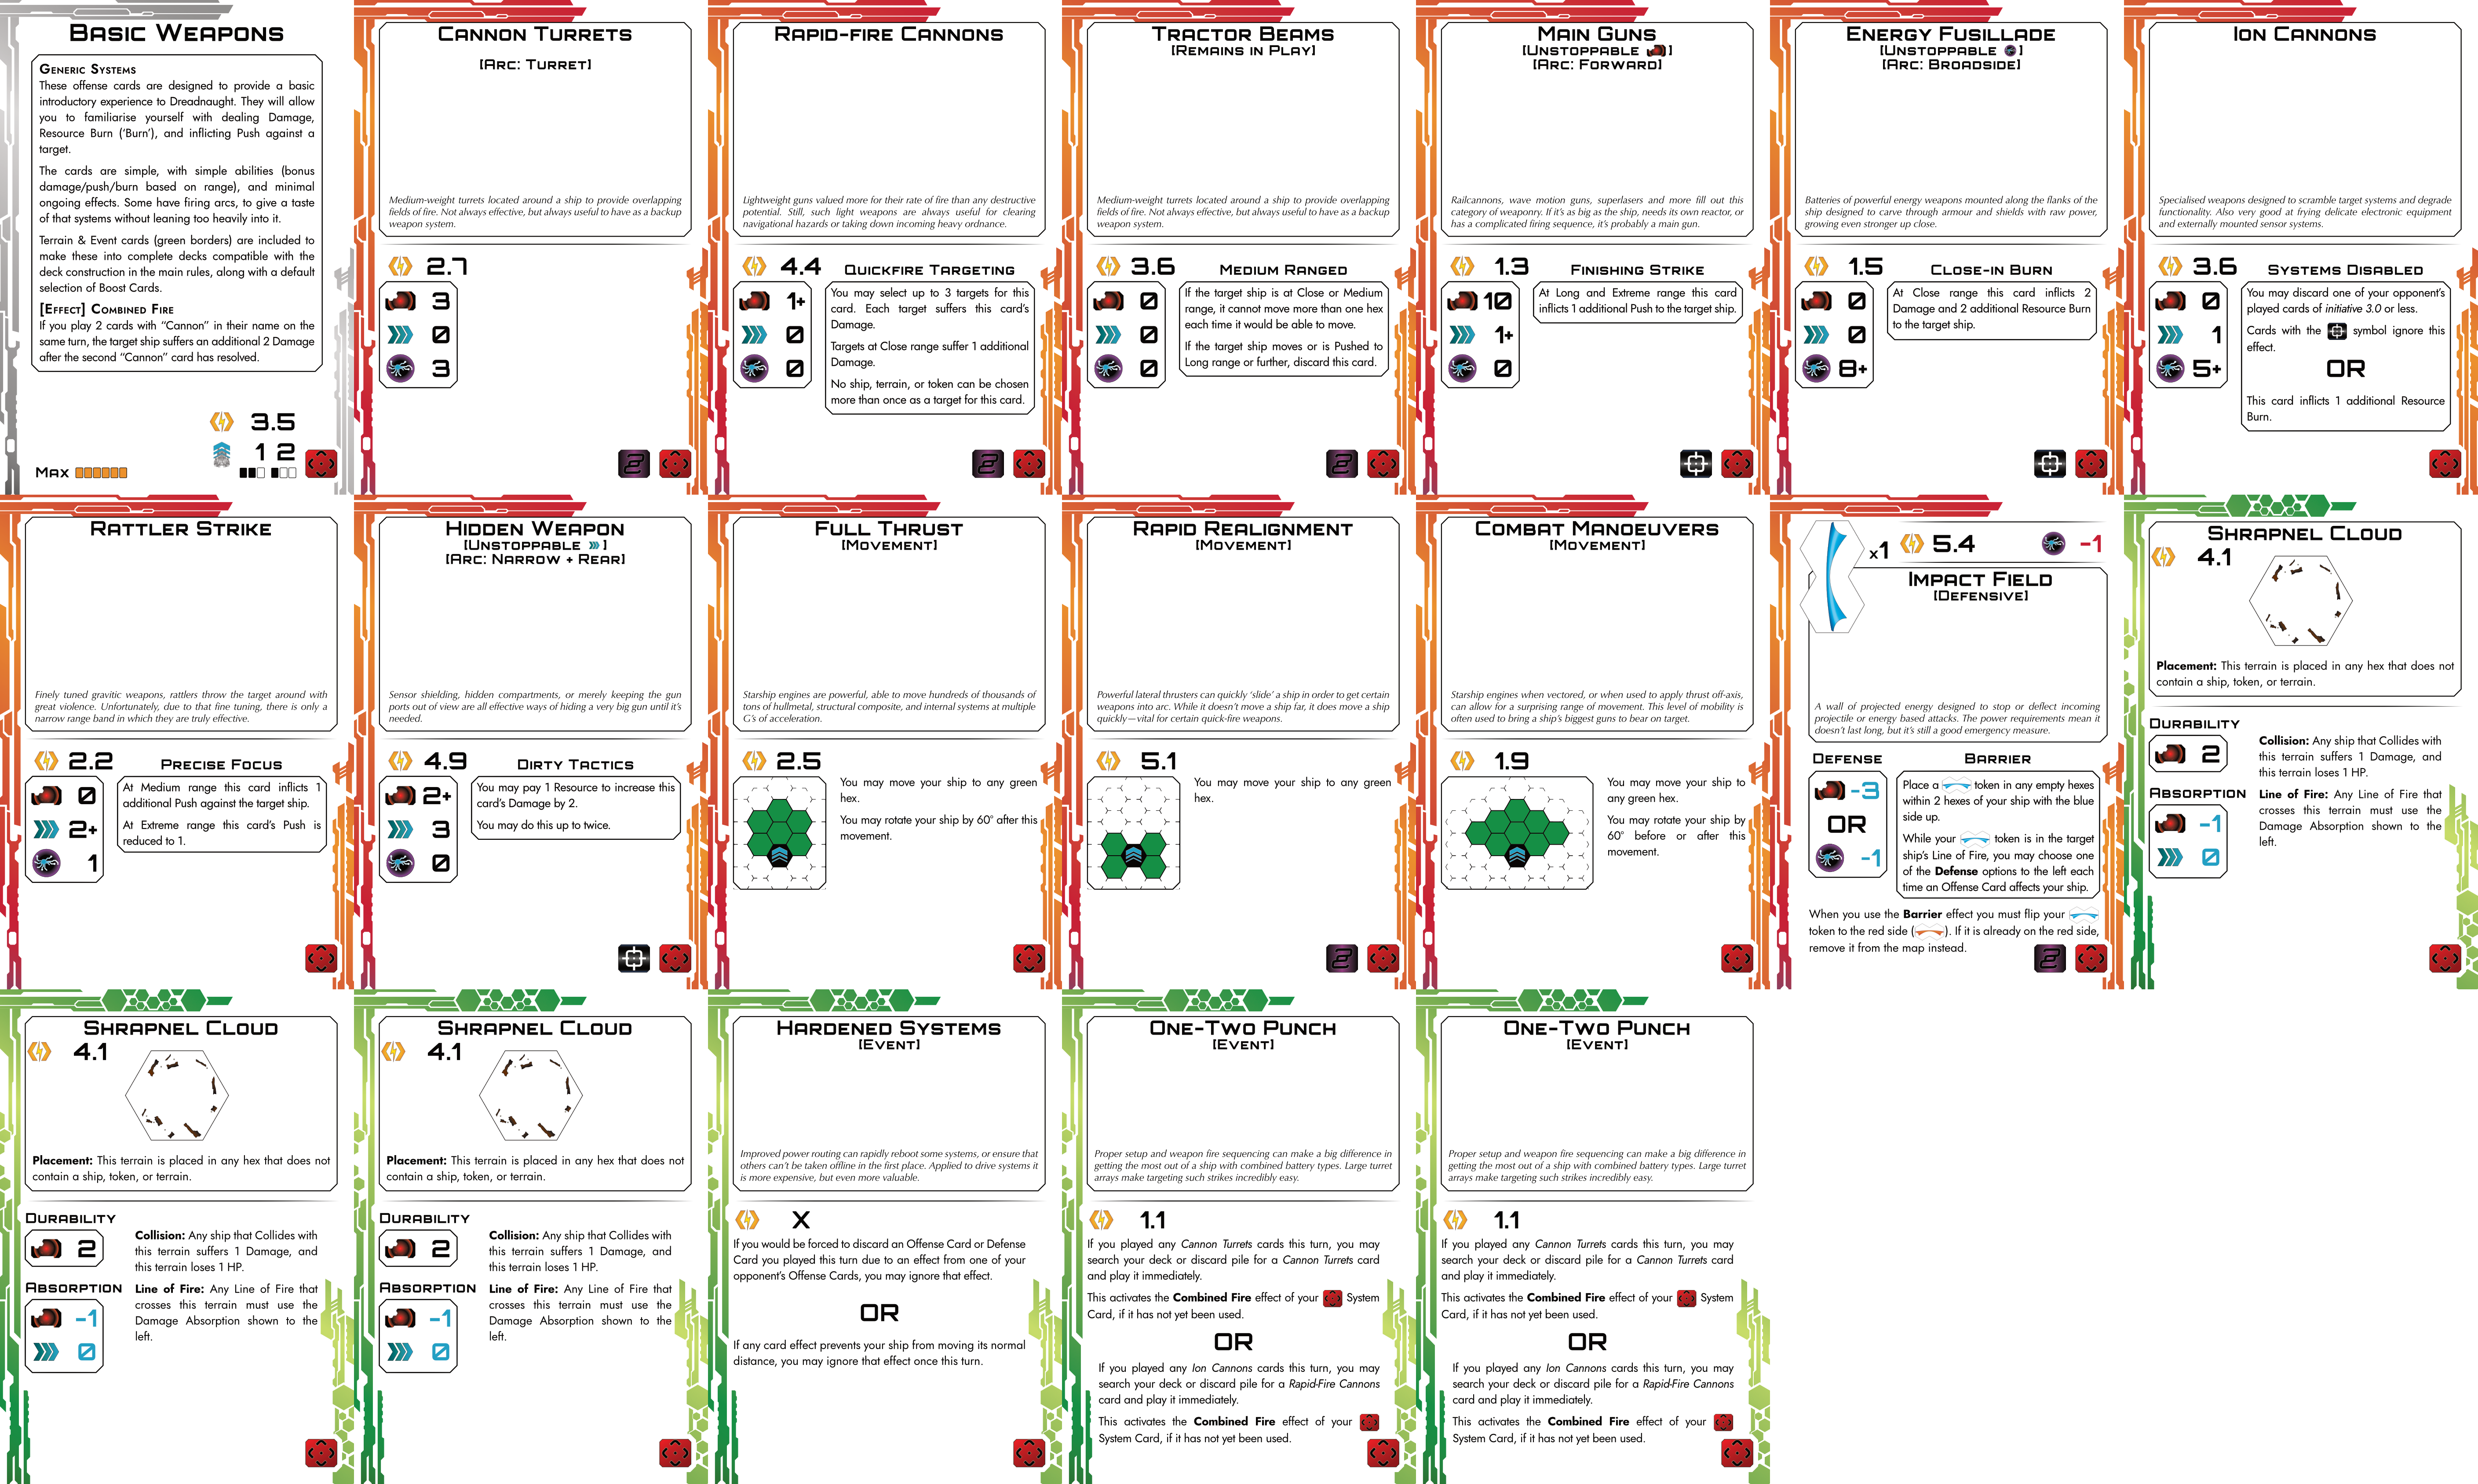 BASIC WEAPONS
GENERIC SYSTEMS
These offense cards are designed to provide a basic
introductory experience to Dreadnaught. They will allow
you to familiarise yourself with dealing Damage,
Resource Burn ('Burn'), and inflicting Push against a
target.
The cards are simple, with simple abilities (bonus
damage/push/burn based on range), and minimal
ongoing effects. Some have firing arcs, to give a taste
of that systems without leaning too heavily into it.
Terrain & Event cards (green borders) are included to
make these into complete decks compatible with the
deck construction in the main rules, along with a default
selection of Boost Cards.
[EFFECT] COMBINED FIRE
If you play 2 cards with "Cannon" in their name on the
same turn, the target ship suffers an additional 2 Damage
after the second "Cannon" card has resolved.
3.5
1 2
MAX
CANNON TURRETS
[ARC: TURRET]
Medium-weight turrets located around a ship to provide overlapping
fields of fire. Not always effective, but always useful to have as a backup
weapon system.
2.7
3
0
3
2
RAPID-FIRE CANNONS
Lightweight guns valued more for their rate of fire than any destructive
potential. Still, such light weapons are always useful for clearing
navigational hazards or taking down incoming heavy ordnance.
4.4
QUICKFIRE TARGETING
1+
0
0
You may select up to 3 targets for this
card. Each target suffers this card's
Damage.
Targets at Close range suffer 1 additional
Damage.
No ship, terrain, or token can be chosen
more than once as a target for this card.
2
TRACTOR BEAMS
[REMAINS IN PLAY]
Medium-weight turrets located around a ship to provide overlapping
fields of fire. Not always effective, but always useful to have as a backup
weapon system.
3.6
MEDIUM RANGED
0
0
0
If the target ship is at Close or Medium
range, it cannot move more than one hex
each time it would be able to move.
If the target ship moves or is Pushed to
Long range or further, discard this card.
2
MAIN GUNS
[UNSTOPPABLE ]
[ARC: FORWARD]
Railcannons, wave motion guns, superlasers and more fill out this
category of weaponry. If it's as big as the ship, needs its own reactor, or
has a complicated firing sequence, it's probably a main gun.
1.3
FINISHING STRIKE
10
1+
0
At Long and Extreme range this card
inflicts 1 additional Push to the target ship.
ENERGY FUSILLADE
[UNSTOPPABLE ]
[ARC: BROADSIDE]
Batteries of powerful energy weapons mounted along the flanks of the
ship designed to carve through armour and shields with raw power,
growing even stronger up close.
1.5
CLOSE-IN BURN
0
0
8+
At Close range this card inflicts 2
Damage and 2 additional Resource Burn
to the target ship.
ION CANNONS
Specialised weapons designed to scramble target systems and degrade
functionality. Also very good at frying delicate electronic equipment
and externally mounted sensor systems.
3.6
SYSTEMS DISABLED
0
1
5+
You may discard one of your opponent's
played cards of initiative 3.0 or less.
Cards with the symbol ignore this
effect.
OR
This card inflicts 1 additional Resource
Burn.
RATTLER STRIKE
Finely tuned gravitic weapons, rattlers throw the target around with
great violence. Unfortunately, due to that fine tuning, there is only a
narrow range band in which they are truly effective.
2.2
PRECISE FOCUS
0
2+
1
At Medium range this card inflicts 1
additional Push against the target ship.
At Extreme range this card's Push is
reduced to 1.
HIDDEN WEAPON
[UNSTOPPABLE ]
[ARC: NARROW + REAR]
Sensor shielding, hidden compartments, or merely keeping the gun
ports out of view are all effective ways of hiding a very big gun until it's
needed.
4.9
DIRTY TACTICS
2+
3
0
You may pay 1 Resource to increase this
card's Damage by 2.
You may do this up to twice.
FULL THRUST
[MOVEMENT]
Starship engines are powerful, able to move hundreds of thousands of
tons of hullmetal, structural composite, and internal systems at multiple
G's of acceleration.
2.5
You may move your ship to any green
hex.
You may rotate your ship by 60° after this
movement.
RAPID REALIGNMENT
[MOVEMENT]
Powerful lateral thrusters can quickly 'slide' a ship in order to get certain
weapons into arc. While it doesn't move a ship far, it does move a ship
quickly—vital for certain quick-fire weapons.
5.1
You may move your ship to any green
hex.
2
COMBAT MANOEUVERS
[MOVEMENT]
Starship engines when vectored, or when used to apply thrust off-axis,
can allow for a surprising range of movement. This level of mobility is
often used to bring a ship's biggest guns to bear on target.
1.9
You may move your ship to
any green hex.
You may rotate your ship by
60° before or after this
movement.
x1
5.4
-1
IMPACT FIELD
[DEFENSIVE]
A wall of projected energy designed to stop or deflect incoming
projectile or energy based attacks. The power requirements mean it
doesn't last long, but it's still a good emergency measure.
DEFENSE
-3
OR
-1
BARRIER
Place a token in any empty hexes
within 2 hexes of your ship with the blue
side up.
While your token is in the target
ship's Line of Fire, you may choose one
of the Defense options to the left each
time an Offense Card affects your ship.
When you use the Barrier effect you must flip your
token to the red side ( ). If it is already on the red side,
remove it from the map instead.
2
SHRAPNEL CLOUD
4.1
Placement: This terrain is placed in any hex that does not
contain a ship, token, or terrain.
DURABILITY
2
ABSORPTION
-1
0
Collision: Any ship that Collides with
this terrain suffers 1 Damage, and
this terrain loses 1 HP.
Line of Fire: Any Line of Fire that
crosses this terrain must use the
Damage Absorption shown to the
left.
SHRAPNEL CLOUD
4.1
Placement: This terrain is placed in any hex that does not
contain a ship, token, or terrain.
DURABILITY
2
ABSORPTION
-1
0
Collision: Any ship that Collides with
this terrain suffers 1 Damage, and
this terrain loses 1 HP.
Line of Fire: Any Line of Fire that
crosses this terrain must use the
Damage Absorption shown to the
left.
SHRAPNEL CLOUD
4.1
Placement: This terrain is placed in any hex that does not
contain a ship, token, or terrain.
DURABILITY
2
ABSORPTION
-1
0
Collision: Any ship that Collides with
this terrain suffers 1 Damage, and
this terrain loses 1 HP.
Line of Fire: Any Line of Fire that
crosses this terrain must use the
Damage Absorption shown to the
left.
HARDENED SYSTEMS
[EVENT]
Improved power routing can rapidly reboot some systems, or ensure that
others can't be taken offline in the first place. Applied to drive systems it
is more expensive, but even more valuable.
X
If you would be forced to discard an Offense Card or Defense
Card you played this turn due to an effect from one of your
opponent's Offense Cards, you may ignore that effect.
OR
If any card effect prevents your ship from moving its normal
distance, you may ignore that effect once this turn.
ONE-TWO PUNCH
[EVENT]
Proper setup and weapon fire sequencing can make a big difference in
getting the most out of a ship with combined battery types. Large turret
arrays make targeting such strikes incredibly easy.
1.1
If you played any Cannon Turrets cards this turn, you may
search your deck or discard pile for a Cannon Turrets card
and play it immediately.
This activates the Combined Fire effect of your System
Card, if it has not yet been used.
OR
If you played any Ion Cannons cards this turn, you may
search your deck or discard pile for a Rapid-Fire Cannons
card and play it immediately.
This activates the Combined Fire effect of your
System Card, if it has not yet been used.
ONE-TWO PUNCH
[EVENT]
Proper setup and weapon fire sequencing can make a big difference in
getting the most out of a ship with combined battery types. Large turret
arrays make targeting such strikes incredibly easy.
1.1
If you played any Cannon Turrets cards this turn, you may
search your deck or discard pile for a Cannon Turrets card
and play it immediately.
This activates the Combined Fire effect of your System
Card, if it has not yet been used.
OR
If you played any Ion Cannons cards this turn, you may
search your deck or discard pile for a Rapid-Fire Cannons
card and play it immediately.
This activates the Combined Fire effect of your
System Card, if it has not yet been used.